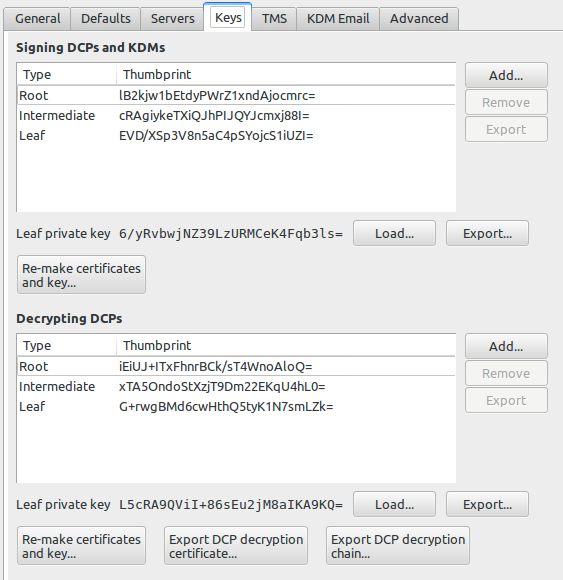 General Defaults Servers Keys TMS KDM Email Advanced
Signing DCPs and KDMs
Type Thumbprint Add...
Root lB2kjw1bEtdyPWrZ1xndAjocmrc= Remove
Intermediate cRAgiykeTXiQJhPIJQYJcmxj88I= Export
Leaf EVD/XSp3V8n5aC4pSYojcS1iUZI=
Leaf private key 6/yRvbwjNZ39LzURMCeK4Fqb3ls= Load... Export...
Re-make certificates
and key...
Decrypting DCPs
Type Thumbprint Add...
Root iEiUJ+ITxFhnrBCk/sT4WnoAloQ= Remove
Intermediate xTA5OndoStXzjT9Dm22EKqU4hL0= Export
Leaf G+rwgBMd6cwHthQ5tyK1N7smLZk=
Leaf private key L5cRA9QViI+86sEu2jM8aIKA9KQ= Load... Export...
Re-make certificates
and key...
Export DCP decryption
certificate...
Export DCP decryption
chain...